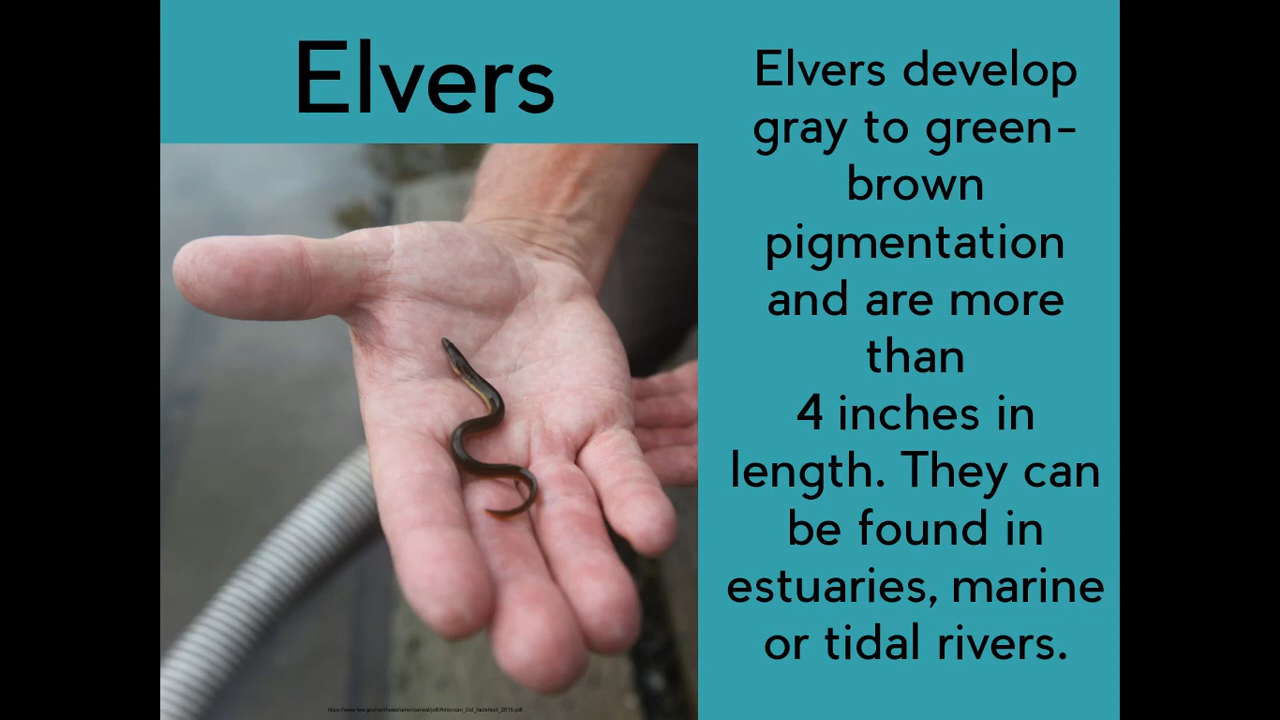 Elvers
Elvers develop
gray to green-
brown
pigmentation
and are more
than
4 inches in
length. They can
be found in
estuaries, marine
or tidal rivers.